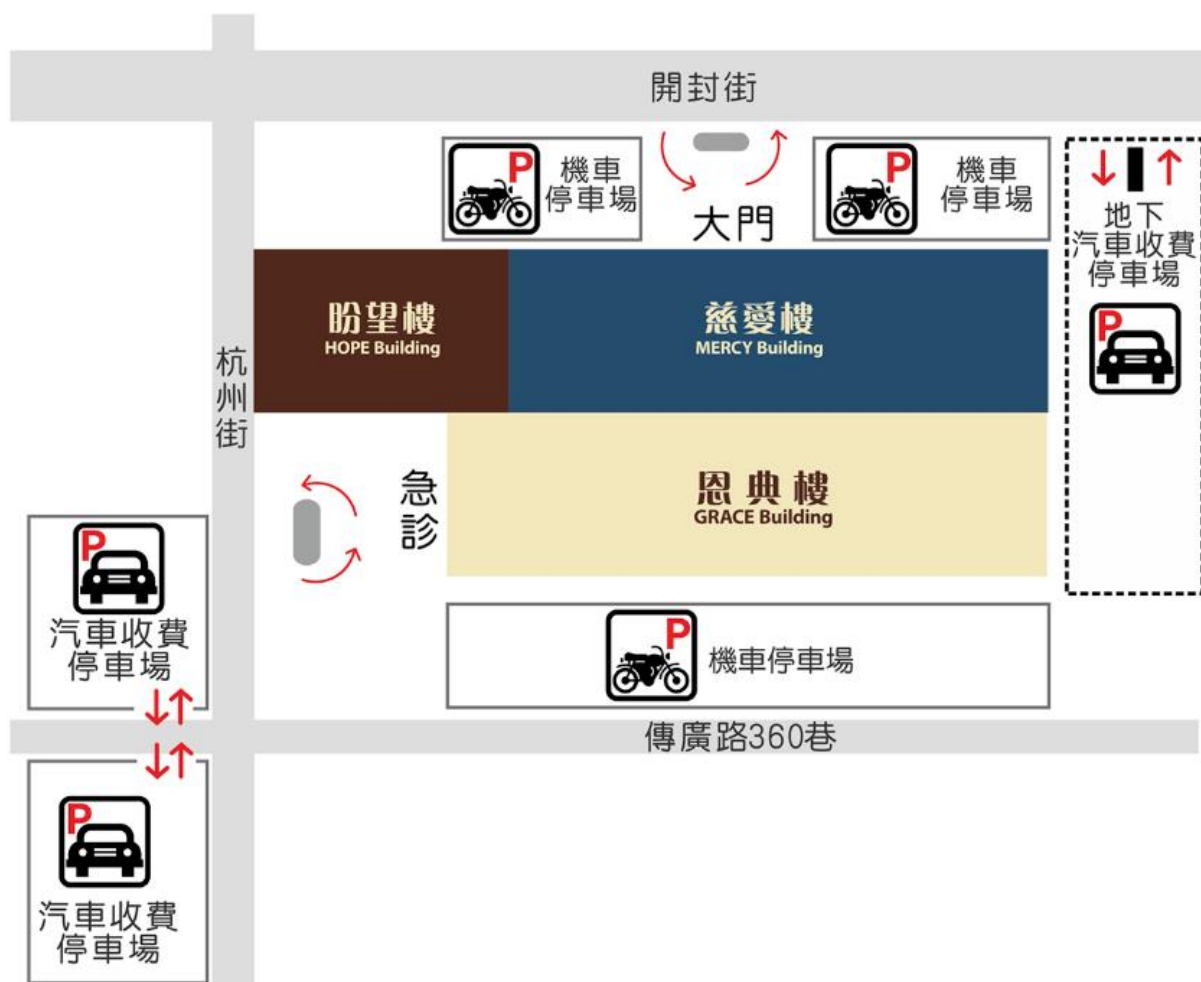 開封街
P
機車
停車場
大門
P
機車
停車場
地下
汽車收費
停車場
P
盼望樓
HOPE Building
慈愛樓
MERCY Building
杭州街
急診
恩典樓
GRACE Building
P
汽車收費
停車場
P
機車停車場
傳廣路360巷
P
汽車收費
停車場